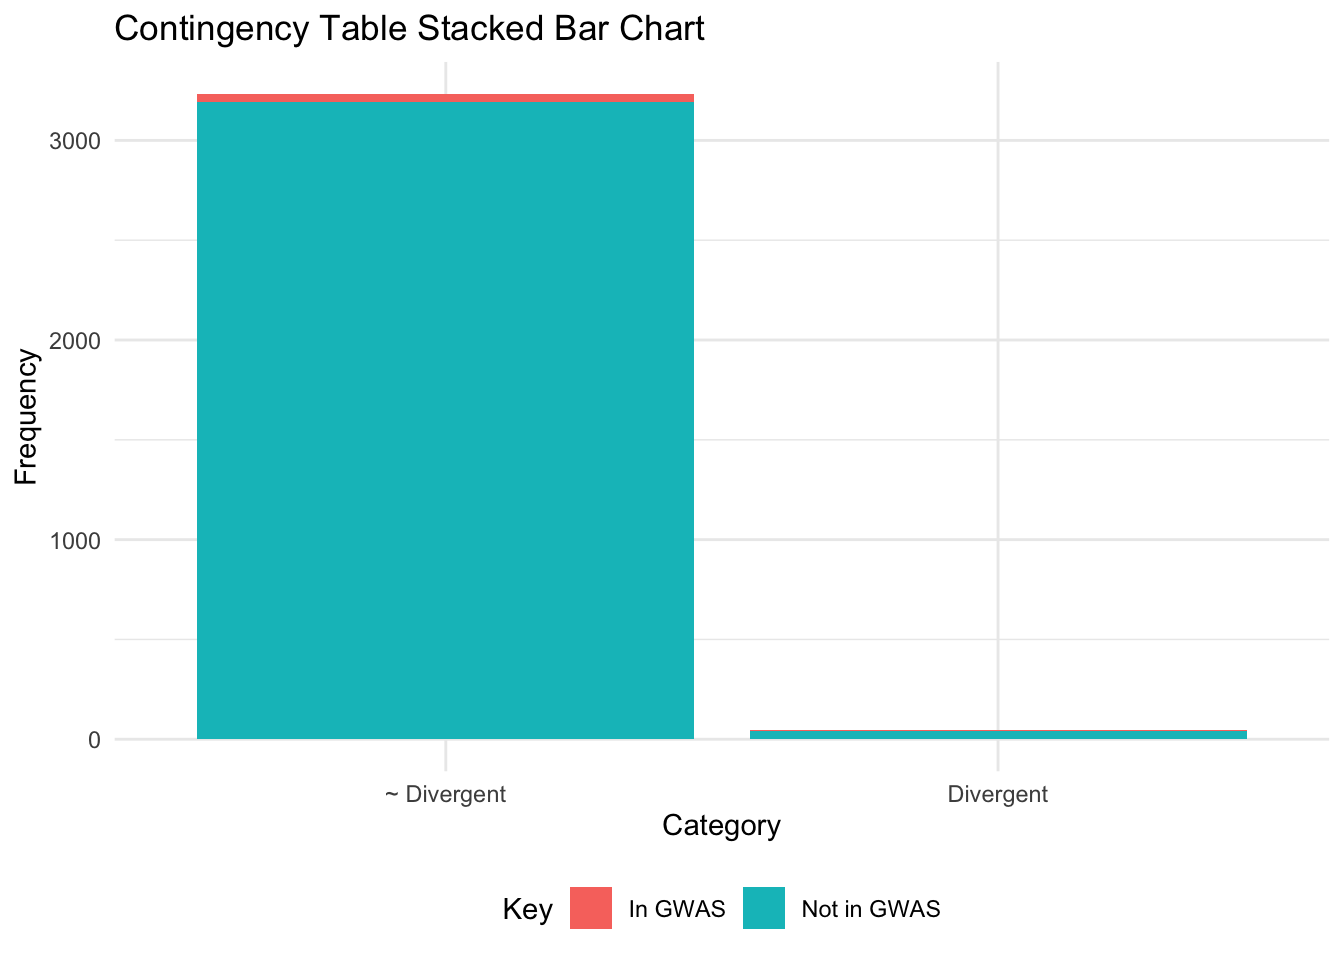 Contingency Table Stacked Bar Chart
Frequency
3000
2000
1000
0
~ Divergent
Divergent
Category
Key
In GWAS
Not in GWAS